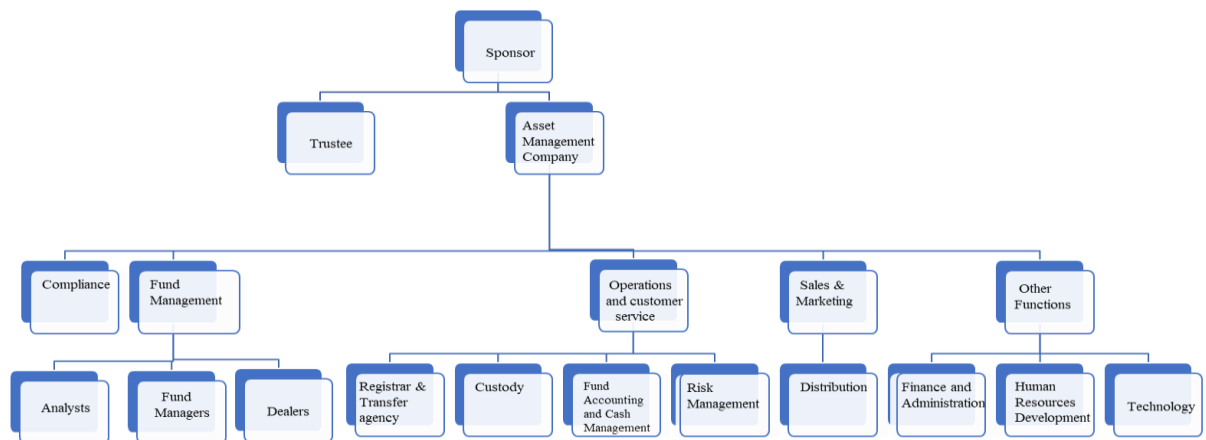 Sponsor
Trustee
Asset
Management
Company
Compliance
Fund
Management
Operations
and customer
service
Sales &
Marketing
Other
Functions
Analysts
Fund
Managers
Dealers
Registrar &
Transfer
agency
Custody
Fund
Accounting
and Cash
Management
Risk
Management
Distribution
Finance and
Administration
Human
Resources
Development
Technology